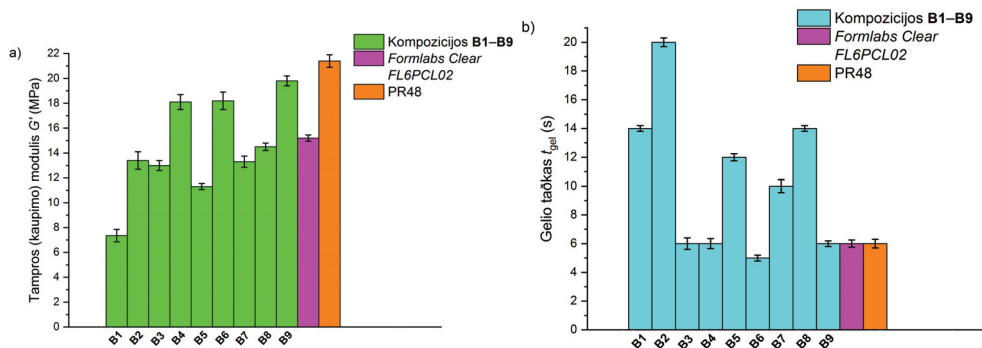 a)
Tampros (kaupimo) modulis G' (MPa)
22
20
18
16
14
12
10
8
6
4
2
0
B1
B2
B3
B4
B5
B6
B7
B8
B9
Kompozicijos B1–B9
Formlabs Clear
FL6PCL02
PR48
b)
Gelio taõkas tgel (s)
20
18
16
14
12
10
8
6
4
2
0
B1
B2
B3
B4
B5
B6
B7
B8
B9
Kompozicijos B1–B9
Formlabs Clear
FL6PCL02
PR48